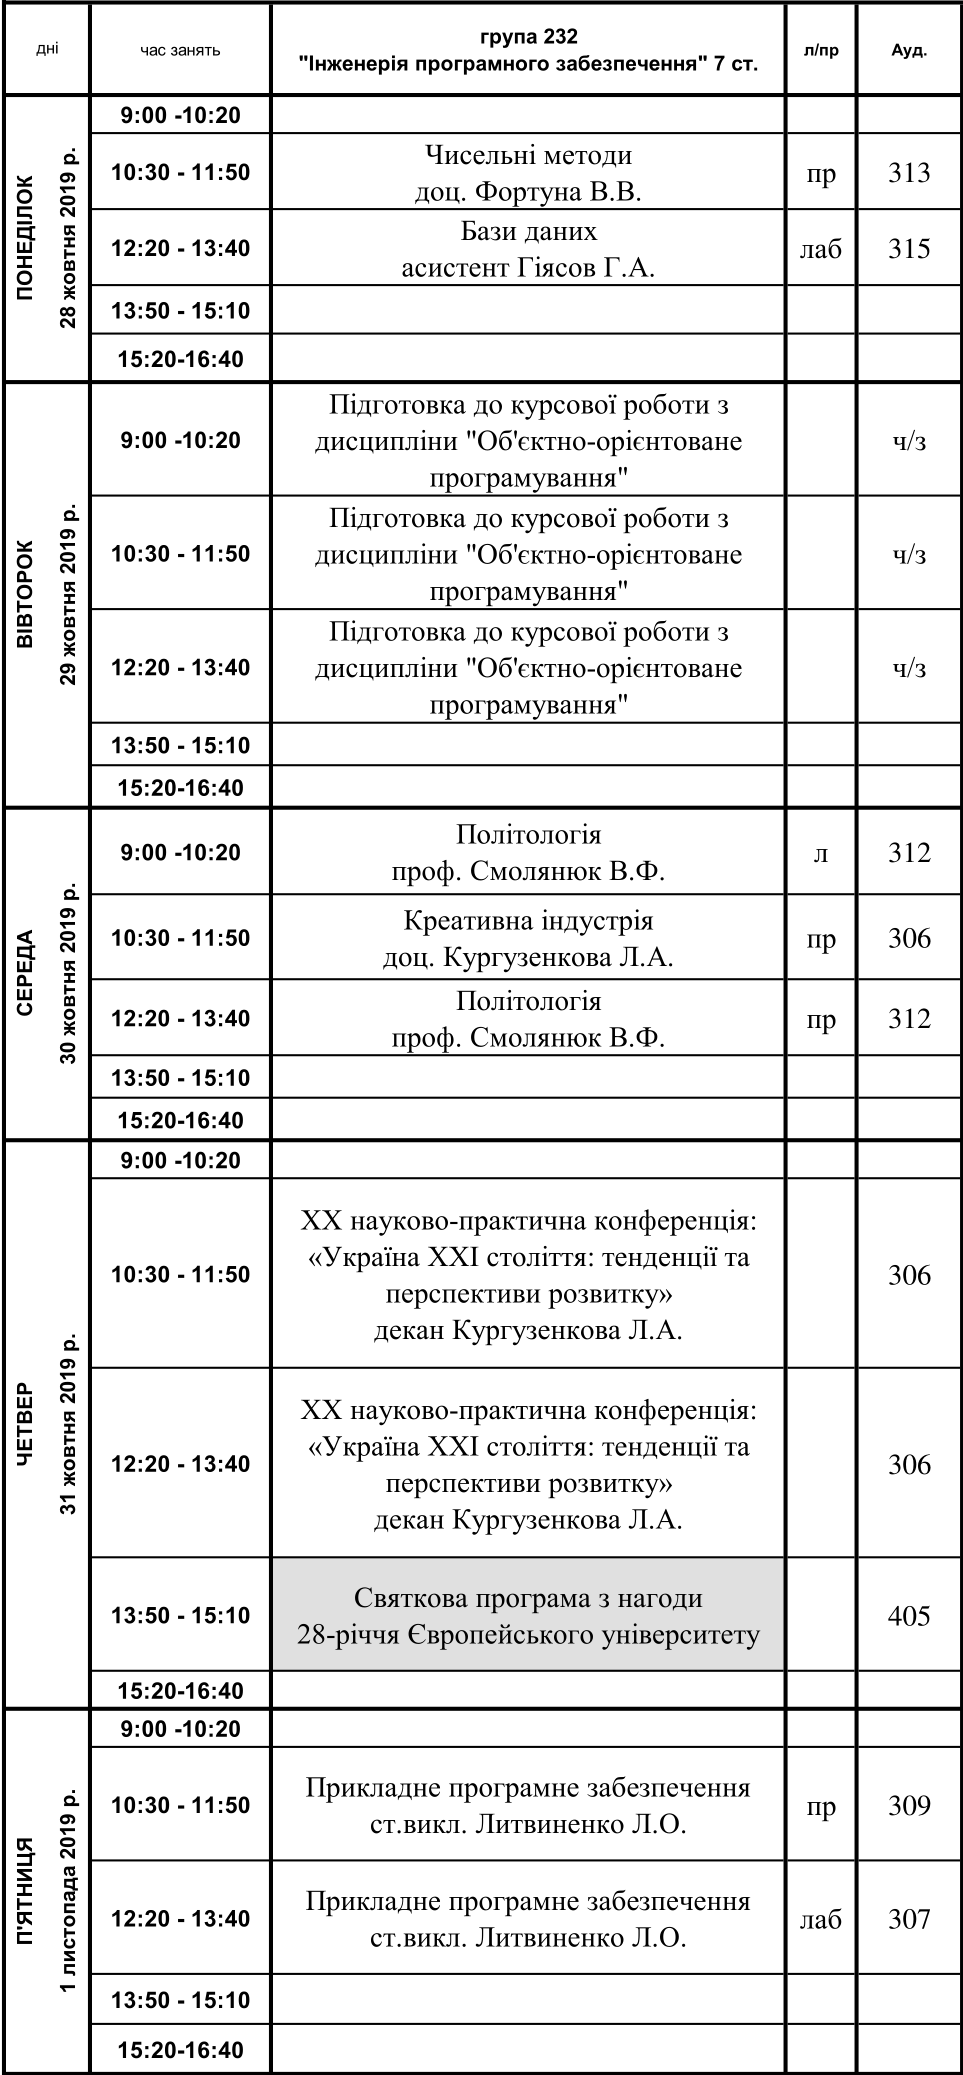 дні
час занять
група 232
"Інженерія програмного забезпечення" 7 ст.
л/пр
Ауд.
ПОНЕДІЛОК
28 жовтня 2019 р.
9:00 -10:20
10:30 - 11:50
Чисельні методи
доц. Фортуна В.В.
пр
313
12:20 - 13:40
Бази даних
асистент Гіясов Г.А.
лаб
315
13:50 - 15:10
15:20-16:40
ВІВТОРОК
29 жовтня 2019 р.
9:00 -10:20
Підготовка до курсової роботи з
дисципліни "Об'єктно-орієнтоване
програмування"
ч/з
10:30 - 11:50
Підготовка до курсової роботи з
дисципліни "Об'єктно-орієнтоване
програмування"
ч/з
12:20 - 13:40
Підготовка до курсової роботи з
дисципліни "Об'єктно-орієнтоване
програмування"
ч/з
13:50 - 15:10
15:20-16:40
СЕРЕДА
30 жовтня 2019 р.
9:00 -10:20
Політологія
проф. Смолянюк В.Ф.
л
312
10:30 - 11:50
Креативна індустрія
доц. Кургузенкова Л.А.
пр
306
12:20 - 13:40
Політологія
проф. Смолянюк В.Ф.
пр
312
13:50 - 15:10
15:20-16:40
ЧЕТВЕР
31 жовтня 2019 р.
9:00 -10:20
10:30 - 11:50
ХХ науково-практична конференція:
«Україна ХХІ століття: тенденції та
перспективи розвитку»
декан Кургузенкова Л.А.
306
12:20 - 13:40
ХХ науково-практична конференція:
«Україна ХХІ століття: тенденції та
перспективи розвитку»
декан Кургузенкова Л.А.
306
13:50 - 15:10
Святкова програма з нагоди
28-річчя Європейського університету
405
15:20-16:40
П'ЯТНИЦЯ
1 листопада 2019 р.
9:00 -10:20
10:30 - 11:50
Прикладне програмне забезпечення
ст.викл. Литвиненко Л.О.
пр
309
12:20 - 13:40
Прикладне програмне забезпечення
ст.викл. Литвиненко Л.О.
лаб
307
13:50 - 15:10
15:20-16:40